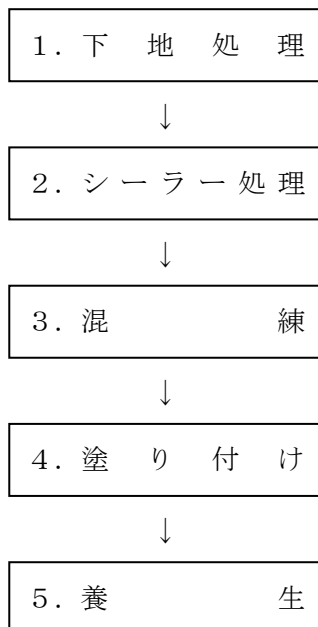 1. 下地処理
↓
2. シーラー処理
↓
3. 混練
↓
4. 塗り付け
↓
5. 養生